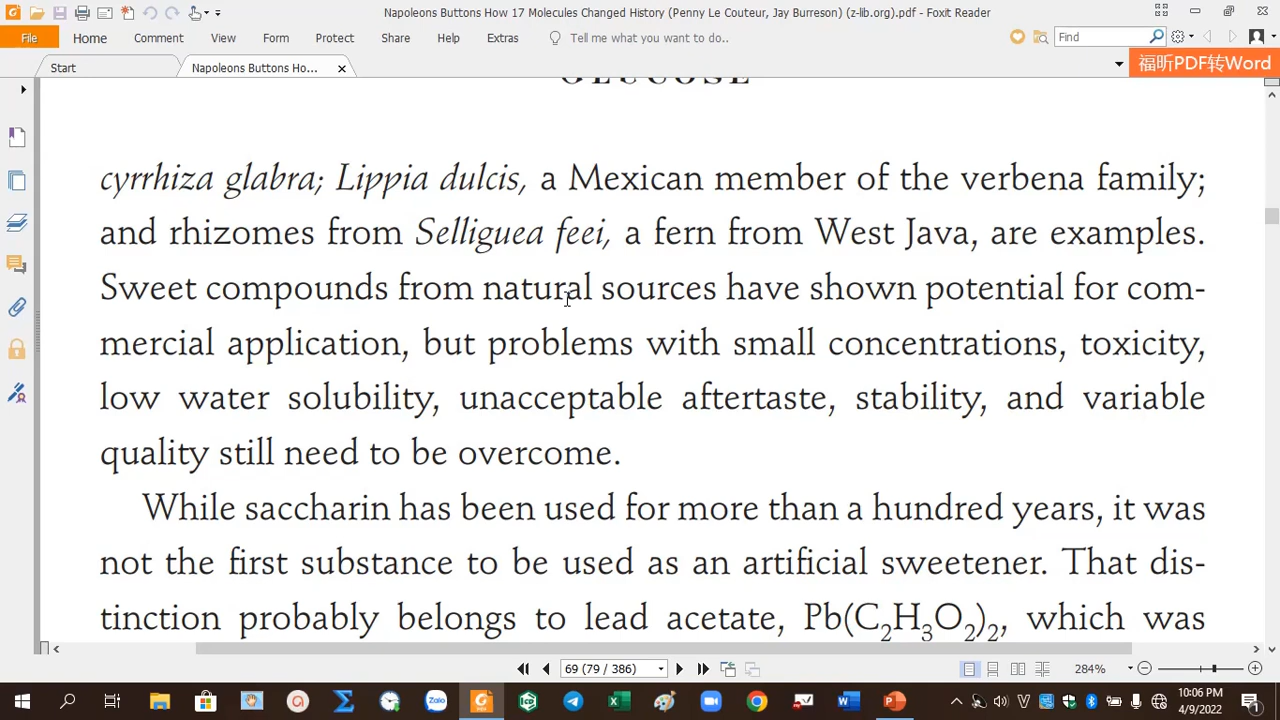 Napoleons Buttons How 17 Molecules Changed History (Penny Le Couteur, Jay Burreson) (z-lib.org).pdf - Foxit Reader
File Home Comment View Form Protect Share Help Extras Tell me what you want to do.. Find
Start Napoleons Buttons Ho... 福昕PDF转Word
GLUCOSE
cyrrhiza glabra; Lippia dulcis, a Mexican member of the verbena family;
and rhizomes from Selliguea feei, a fern from West Java, are examples.
Sweet compounds from natural sources have shown potential for com-
mercial application, but problems with small concentrations, toxicity,
low water solubility, unacceptable aftertaste, stability, and variable
quality still need to be overcome.
While saccharin has been used for more than a hundred years, it was
not the first substance to be used as an artificial sweetener. That dis-
tinction probably belongs to lead acetate, Pb(C₂H₃O₂)₂, which was
69 (79 / 386) 284%
Zalo 10:06 PM
4/9/2022